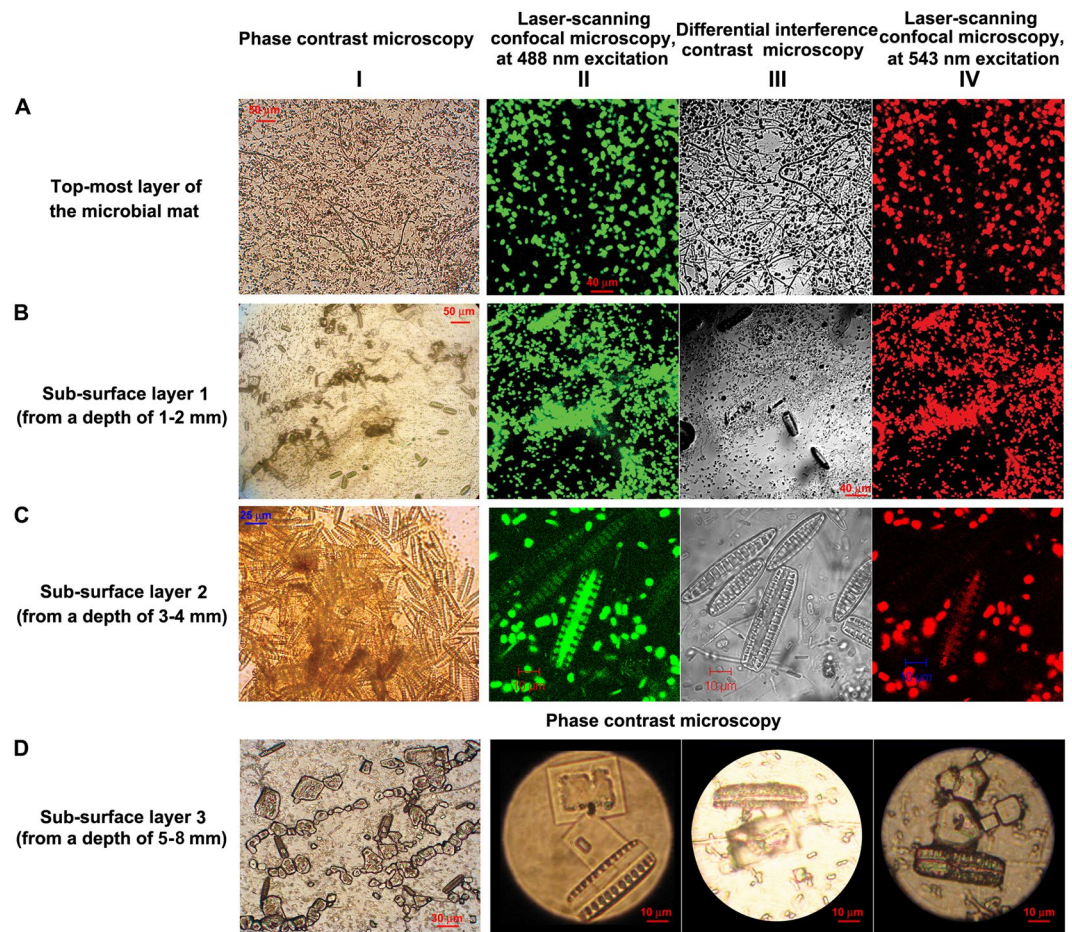 Phase contrast microscopy
I
Laser-scanning
confocal microscopy,
at 488 nm excitation
II
Differential interference
contrast microscopy
III
Laser-scanning
confocal microscopy,
at 543 nm excitation
IV
A
Top-most layer of
the microbial mat
50 µm
40 µm
B
Sub-surface layer 1
(from a depth of 1-2 mm)
50 µm
40 µm
C
Sub-surface layer 2
(from a depth of 3-4 mm)
25 µm
10 µm
10 µm
10 µm
Phase contrast microscopy
D
Sub-surface layer 3
(from a depth of 5-8 mm)
30 µm
10 µm
10 µm
10 µm